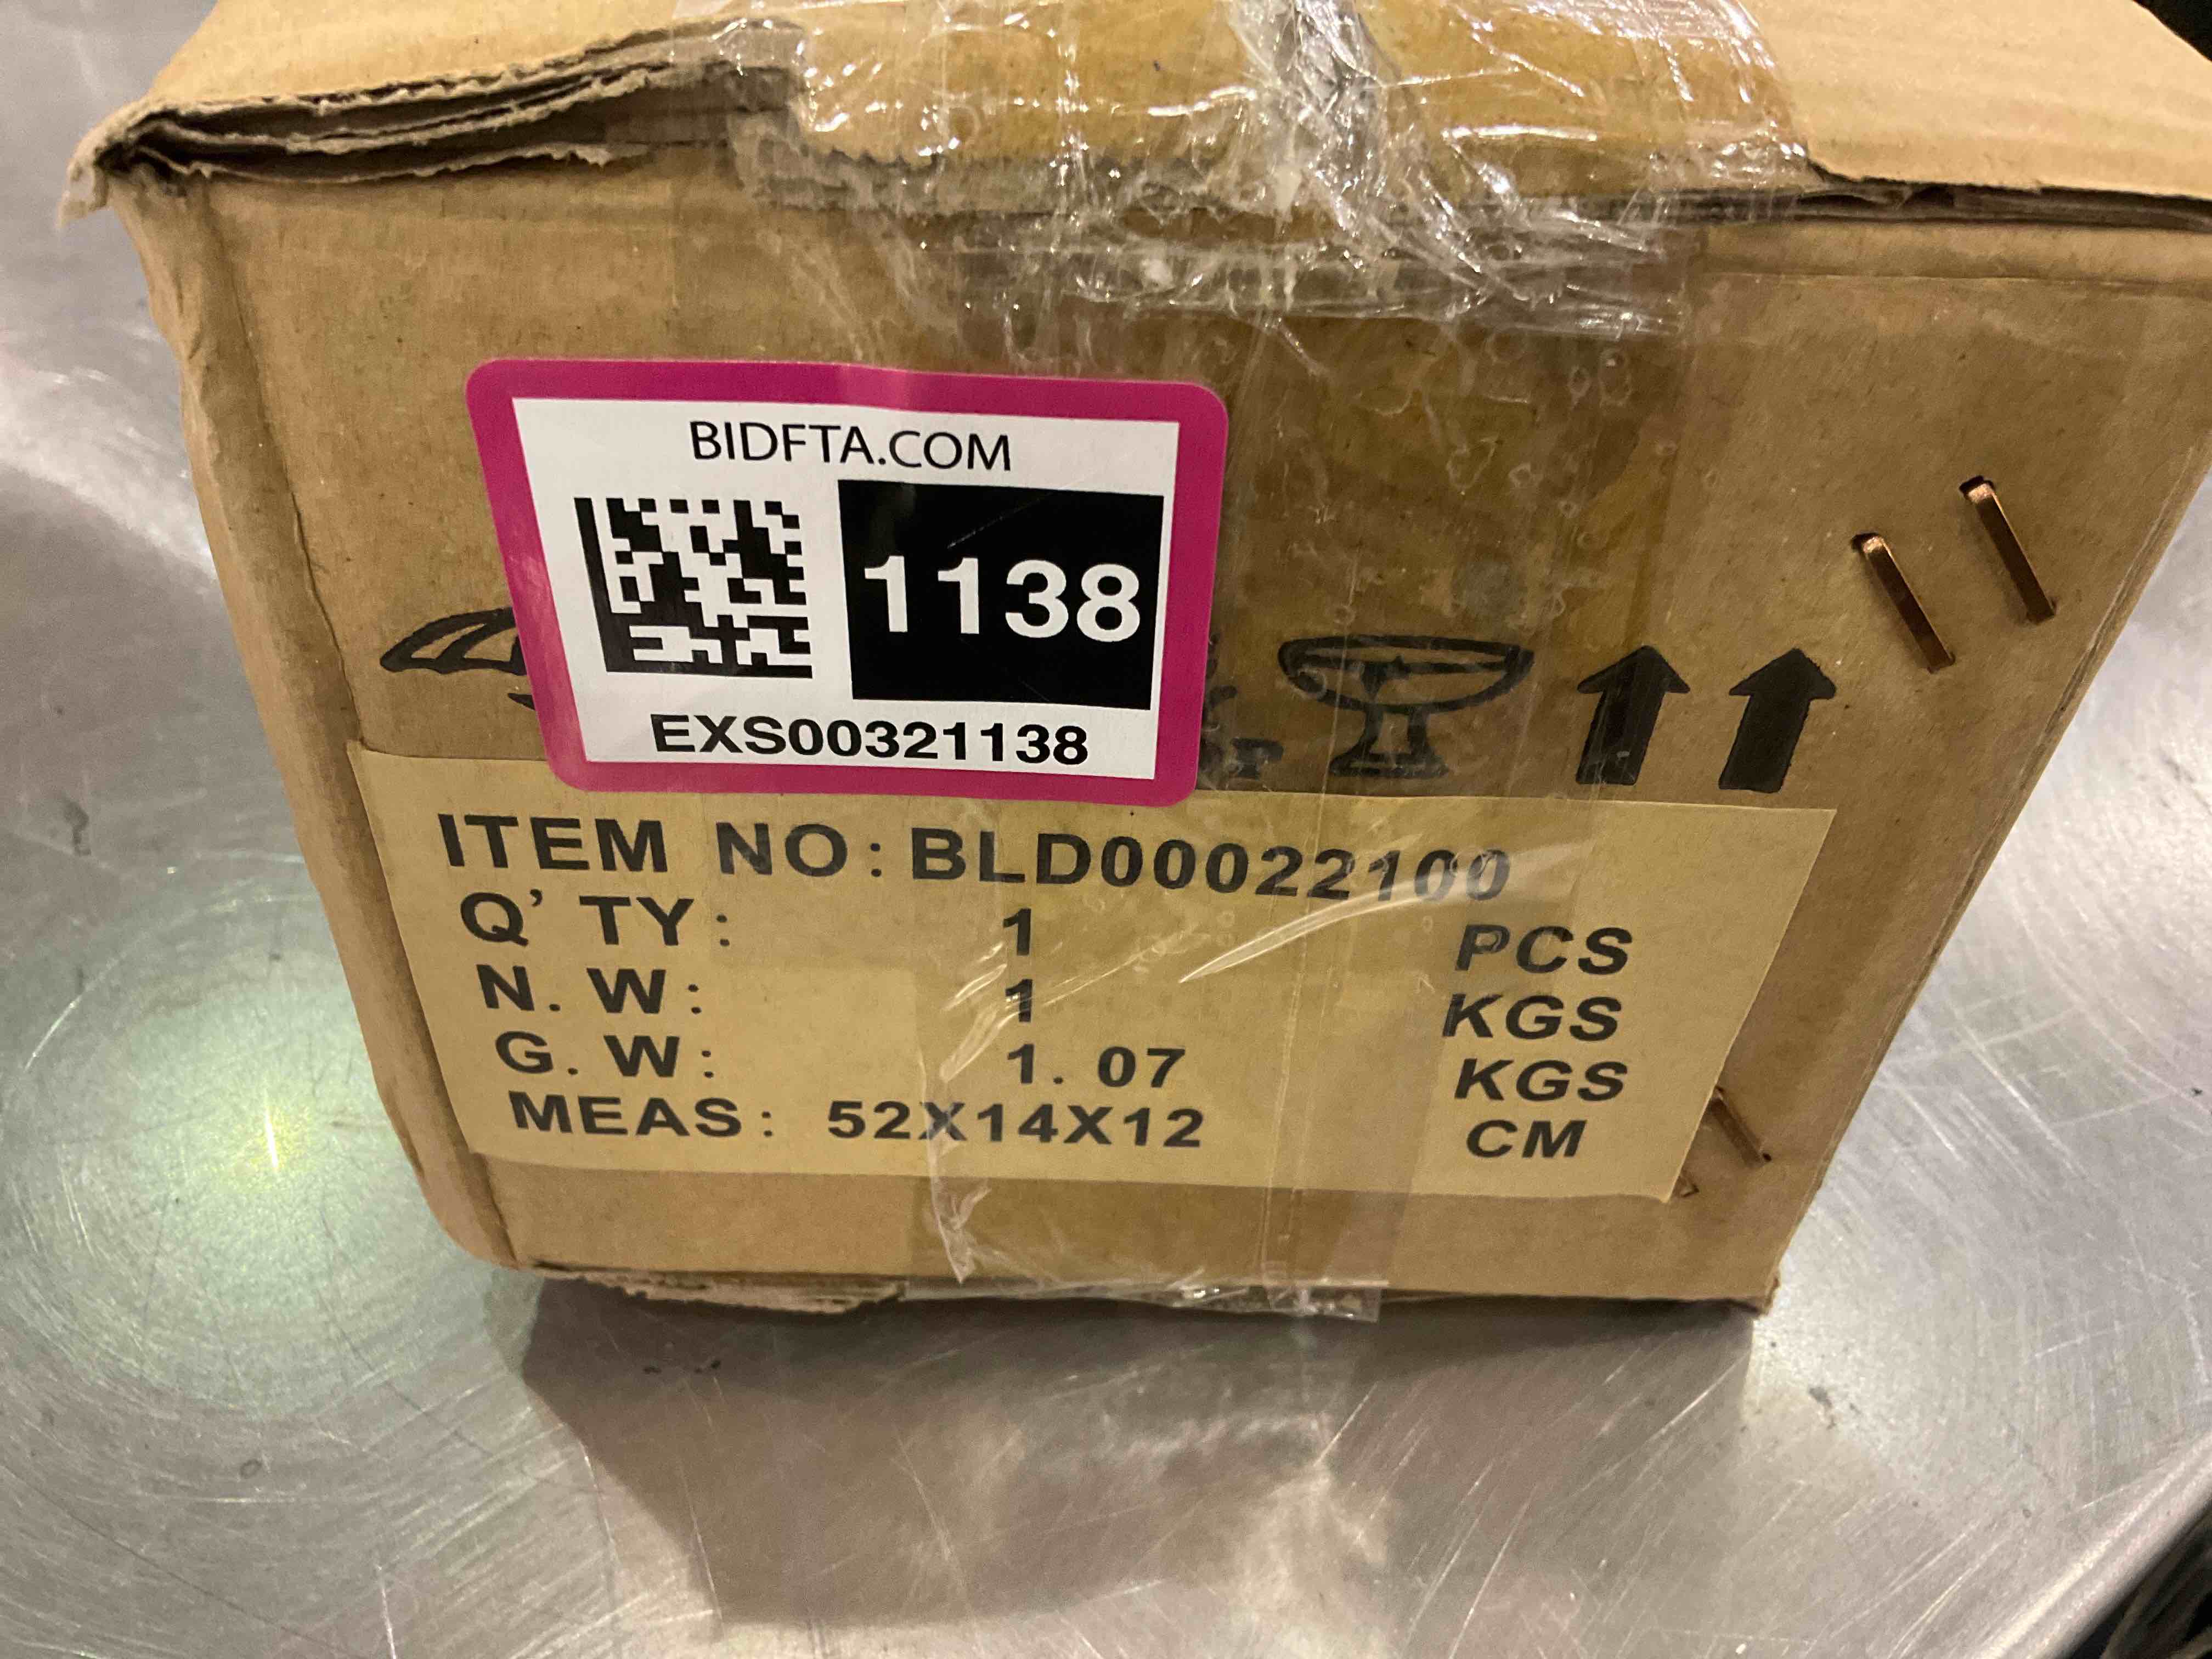 BIDFTA.COM
1138
EXS00321138
ITEM NO: BLD00022100
Q'TY: 1 PCS
N.W: 1 KGS
G.W: 1.07 KGS
MEAS: 52X14X12 CM